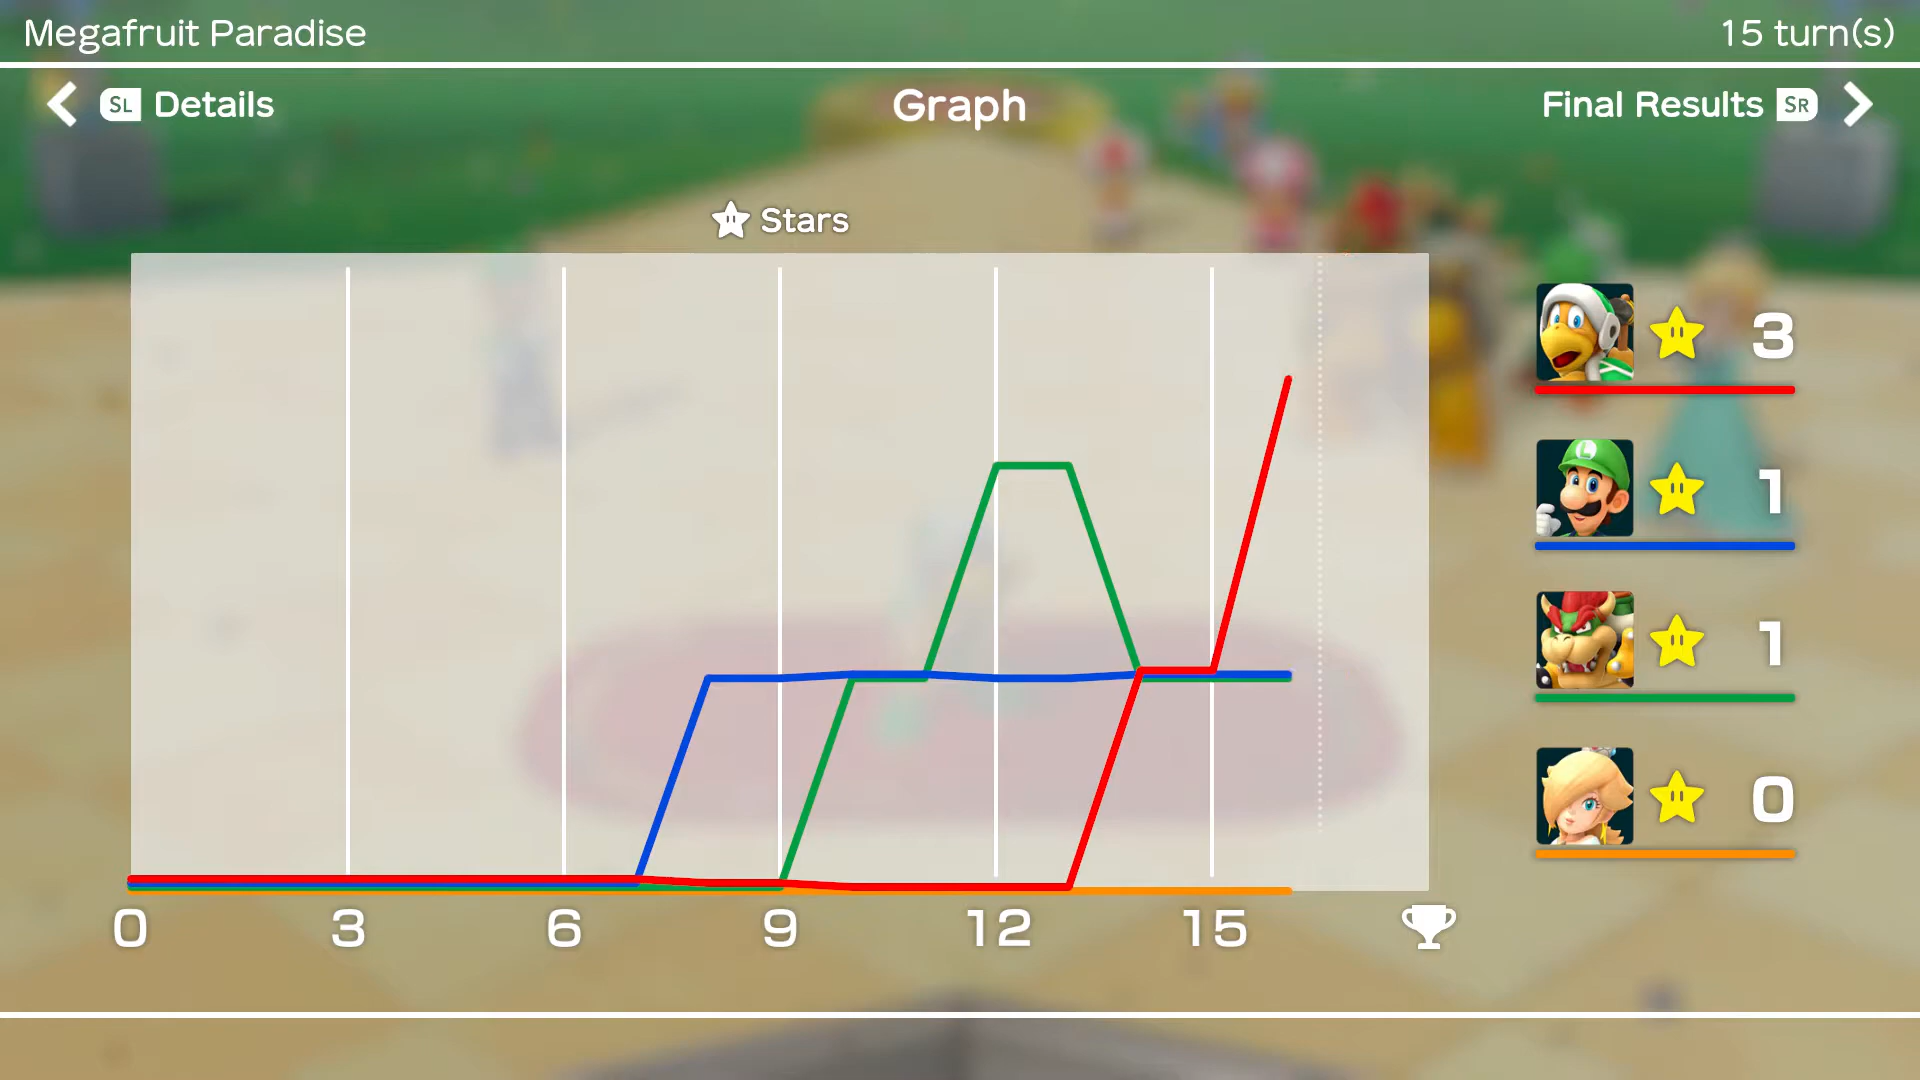 Megafruit Paradise
15 turn(s)
SL Details
Graph
Final Results SR
Stars
3
1
1
0
0 3 6 9 12 15
L